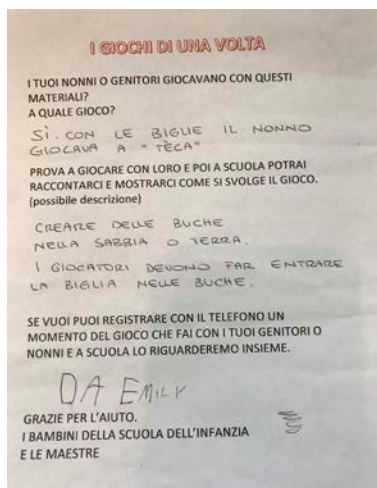 I GIOCHI DI UNA VOLTA
I TUOI NONNI O GENITORI GIOCAVANO CON QUESTI
MATERIALI?
A QUALE GIOCO?
SÌ. CON LE BIGLIE IL NONNO
GIOCAVA A "TÈCA"
PROVA A GIOCARE CON LORO E POI A SCUOLA POTRAI
RACCONTARCI E MOSTRARCI COME SI SVOLGE IL GIOCO.
(possibile descrizione)
CREARE DELLE BUCHE
NELLA SABBIA O TERRA.
I GIOCATORI DEVONO FAR ENTRARE
LA BIGLIA NELLE BUCHE.
SE VUOI PUOI REGISTRARE CON IL TELEFONO UN
MOMENTO DEL GIOCO CHE FAI CON I TUOI GENITORI O
NONNI E A SCUOLA LO RIGUARDEREMO INSIEME.
DA EMILY
GRAZIE PER L'AIUTO.
I BAMBINI DELLA SCUOLA DELL'INFANZIA
E LE MAESTRE